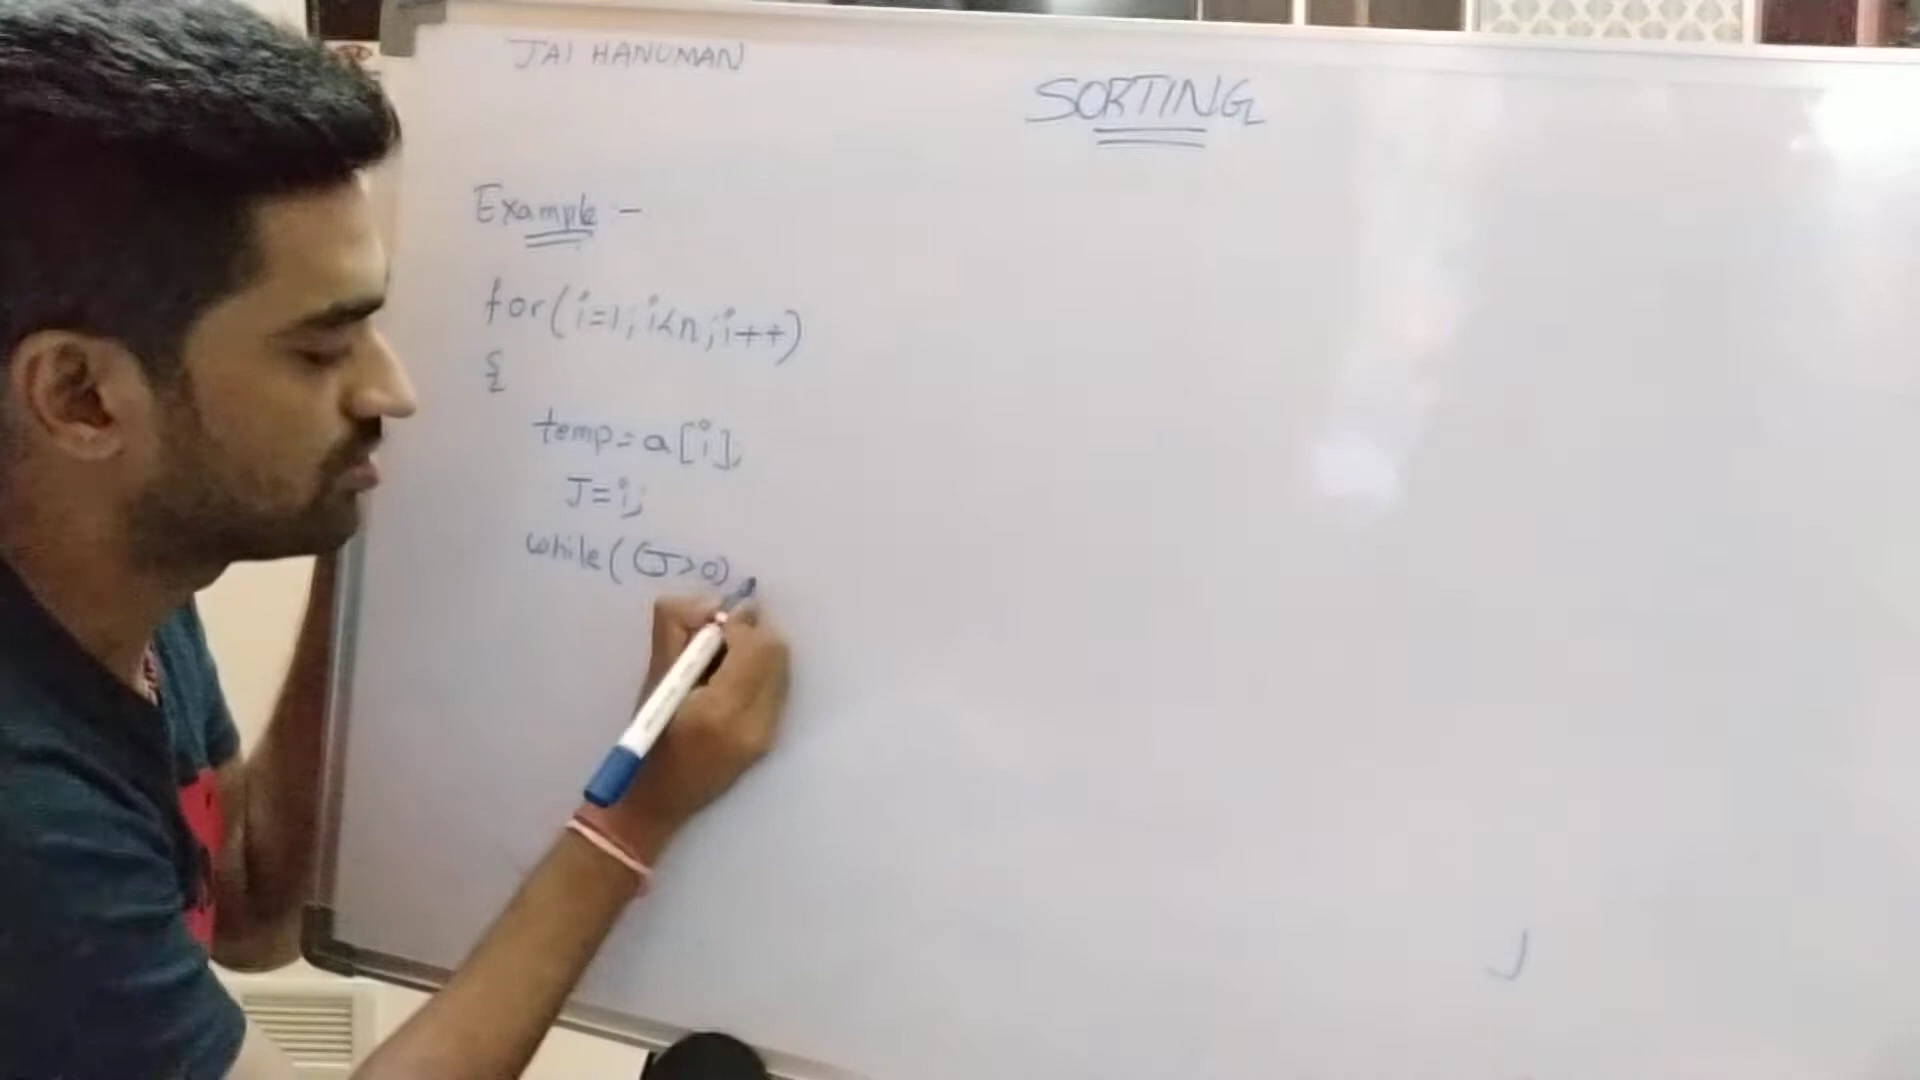 JAI HANUMAN
SORTING
Example :-
for(i=1;i<n;i++)
{
temp=a[i];
J=i;
while((J>0)
J